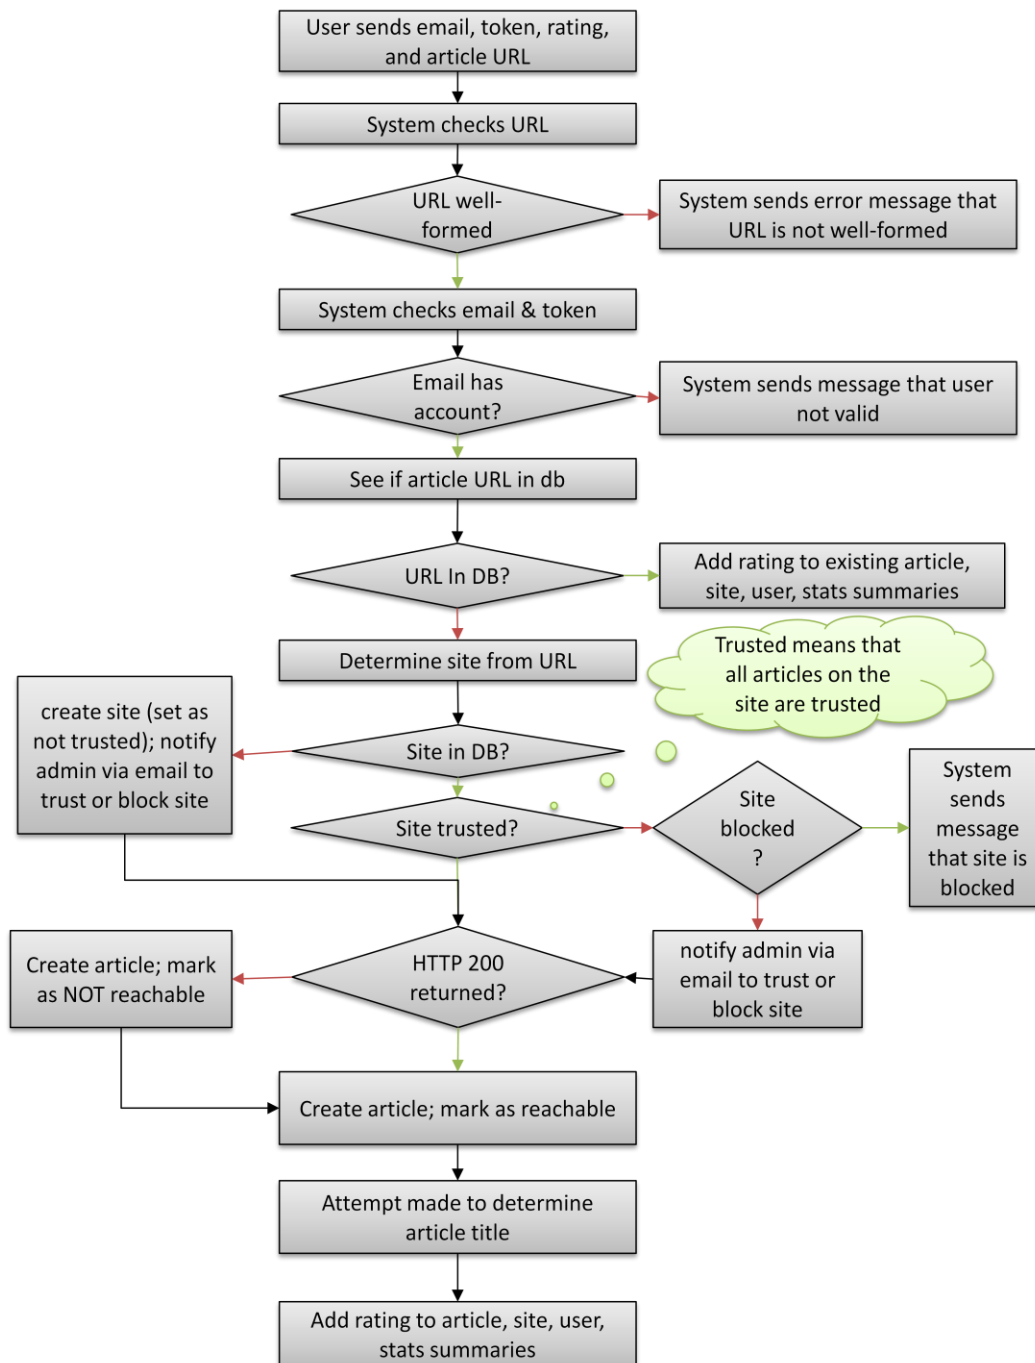 User sends email, token, rating,
and article URL
System checks URL
URL well-
formed
System sends error message that
URL is not well-formed
System checks email & token
Email has
account?
System sends message that user
not valid
See if article URL in db
URL In DB?
Add rating to existing article,
site, user, stats summaries
Determine site from URL
Trusted means that
all articles on the
site are trusted
create site (set as
not trusted); notify
admin via email to
trust or block site
Site in DB?
Site trusted?
Site
blocked
?
System
sends
message
that site is
blocked
Create article; mark
as NOT reachable
HTTP 200
returned?
notify admin via
email to trust or
block site
Create article; mark as reachable
Attempt made to determine
article title
Add rating to article, site, user,
stats summaries